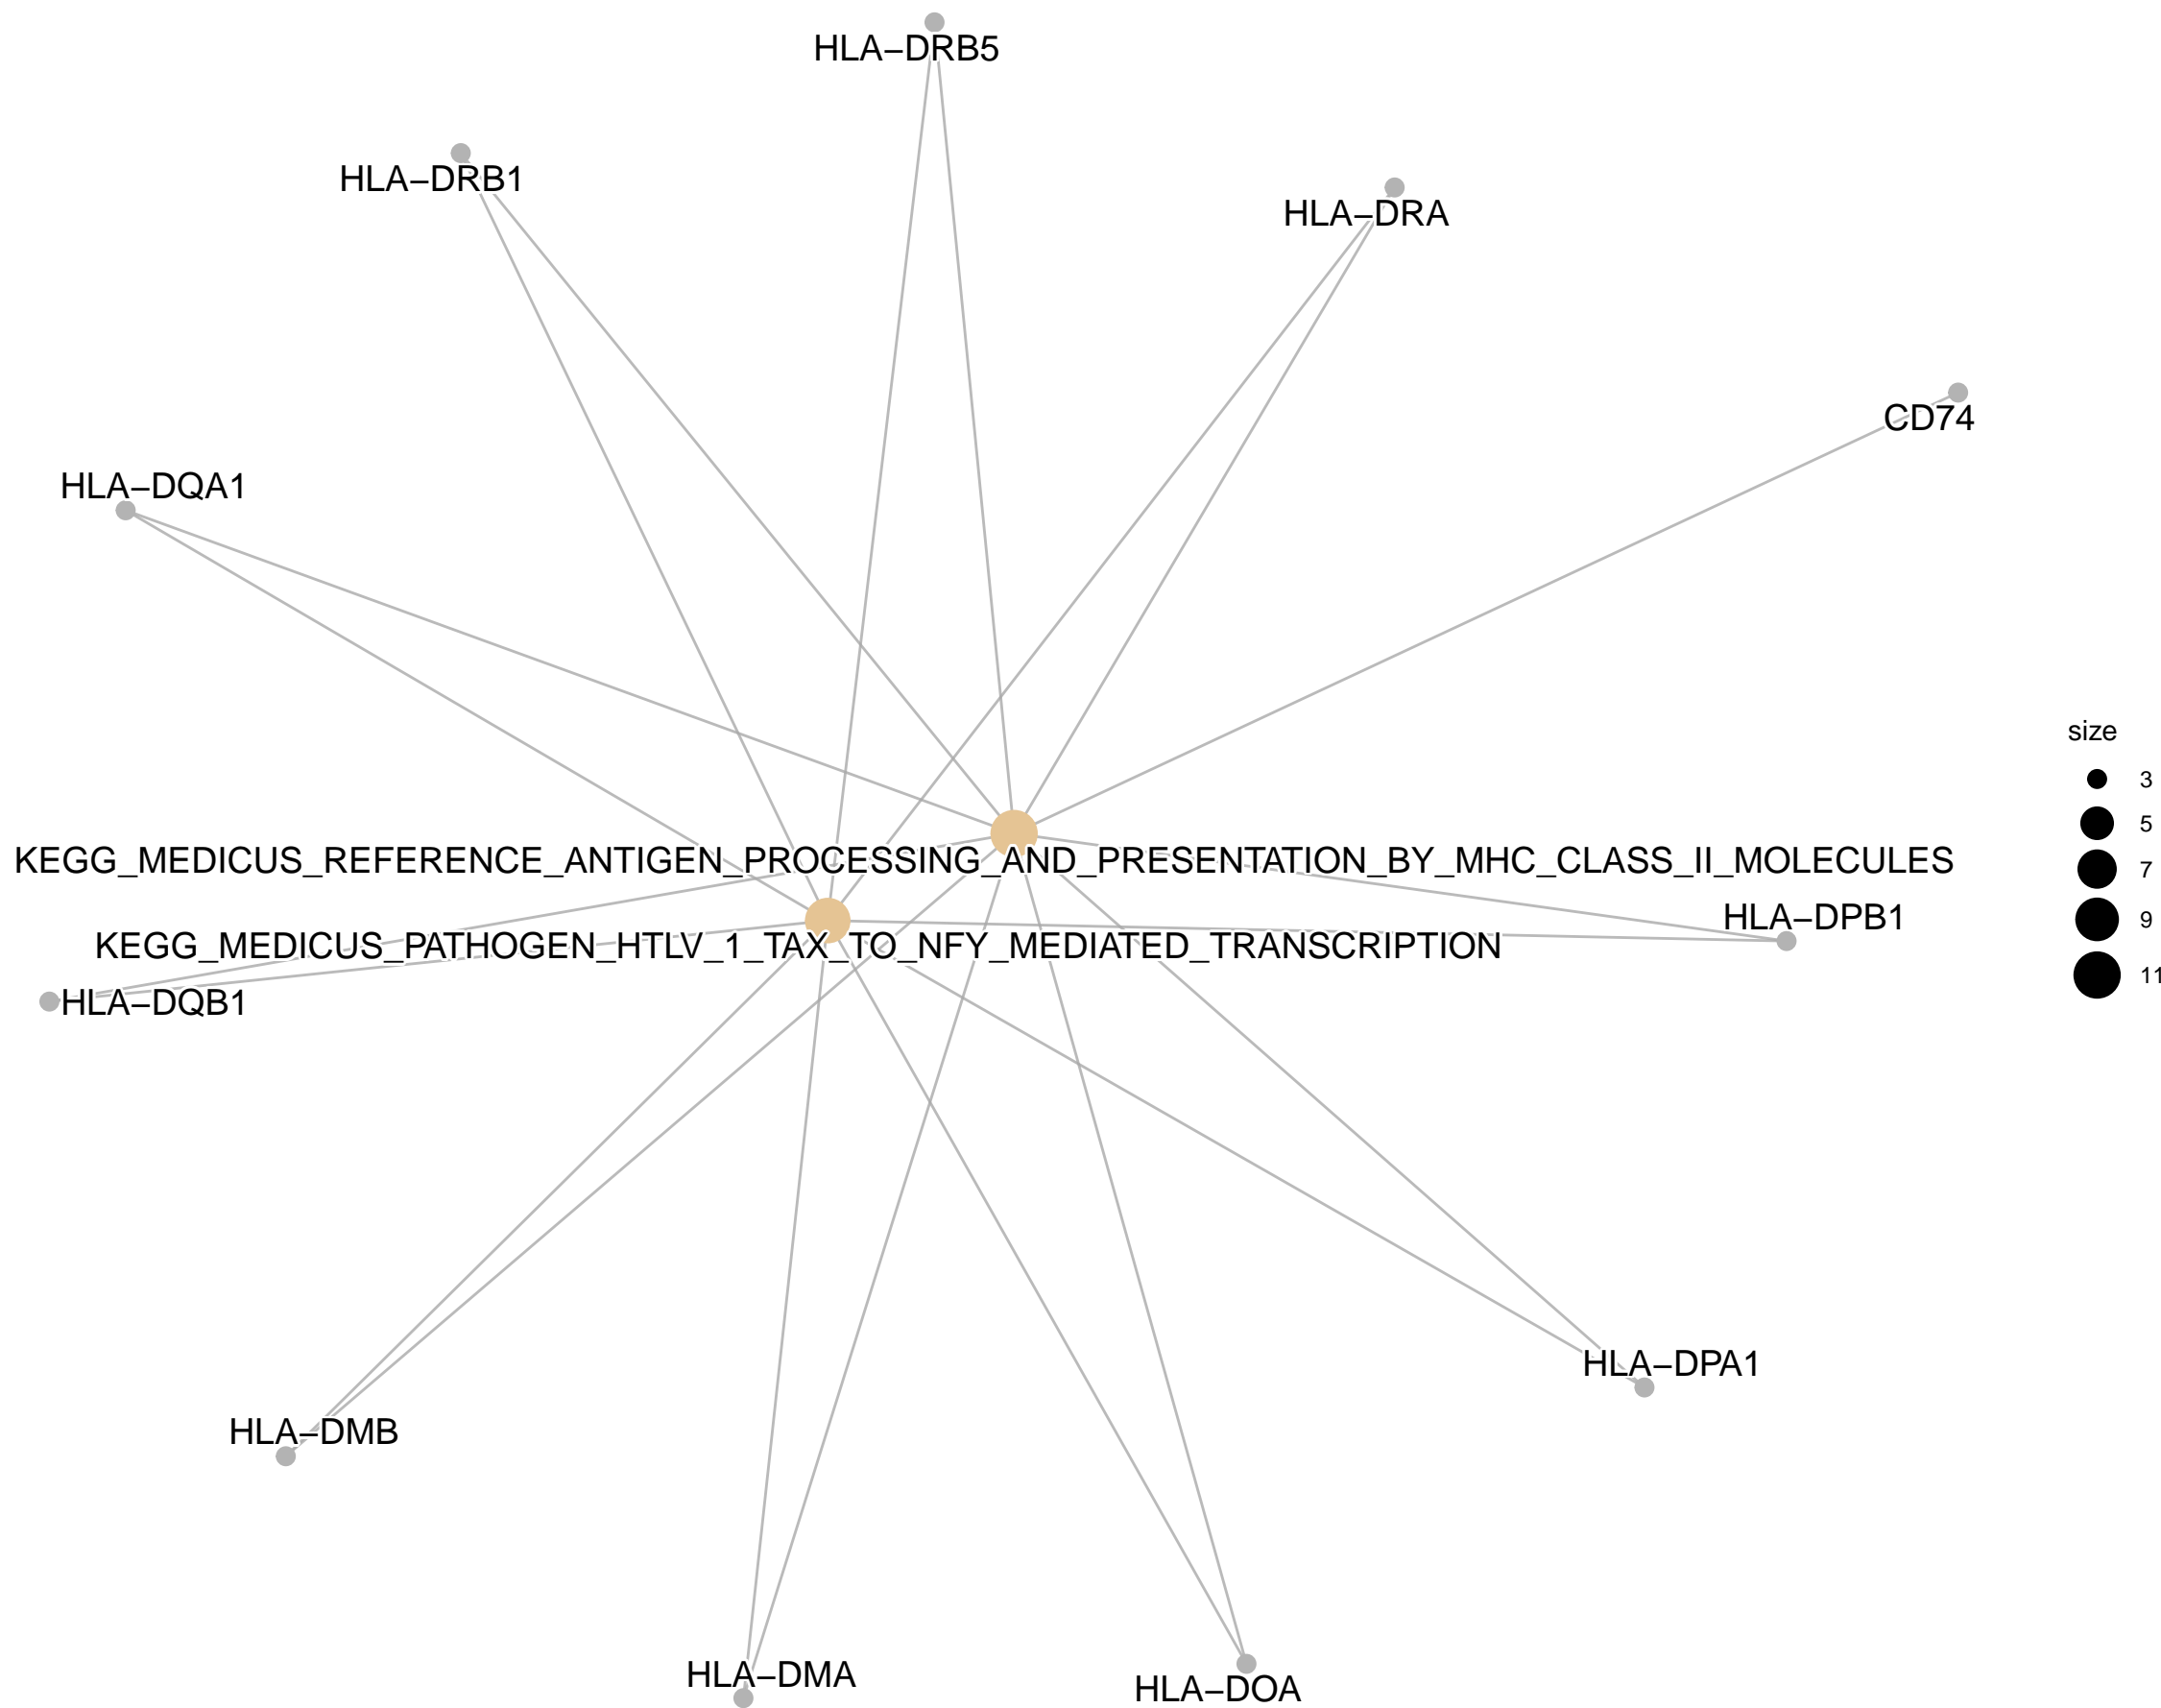 HLA−DRB5
HLA−DRB1
HLA−DRA
CD74
HLA−DQA1
KEGG_MEDICUS_REFERENCE_ANTIGEN_PROCESSING_AND_PRESENTATION_BY_MHC_CLASS_II_MOLECULES
HLA−DPB1
KEGG_MEDICUS_PATHOGEN_HTLV_1_TAX_TO_NFY_MEDIATED_TRANSCRIPTION
HLA−DQB1
HLA−DPA1
HLA−DMB
HLA−DMA
HLA−DOA
size
3
5
7
9
11